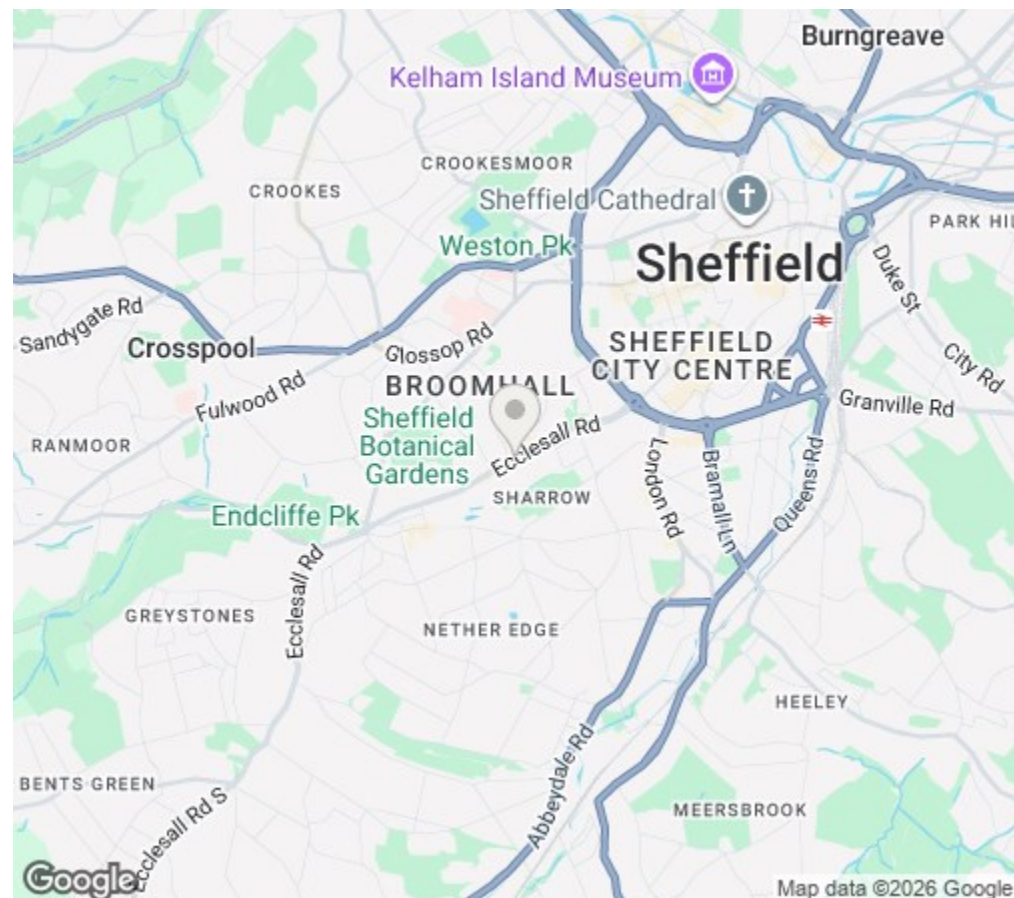 Burngreave
Kelham Island Museum
CROOKESMOOR
CROOKES
Sheffield Cathedral
PARK HIL
Weston Pk
Sheffield
Duke St
Sandygate Rd
Crosspool
Glossop Rd
SHEFFIELD
CITY CENTRE
City Rd
Fulwood Rd
BROOMHALL
Granville Rd
Sheffield
Botanical
Gardens
Ecclesall Rd
RANMOOR
London Rd
Bramall Ln
Queens Rd
SHARROW
Endcliffe Pk
Ecclesall Rd
GREYSTONES
NETHER EDGE
HEELEY
Abbeydale Rd
BENTS GREEN
Ecclesall Rd S
MEERSBROOK
Google
Map data ©2026 Google